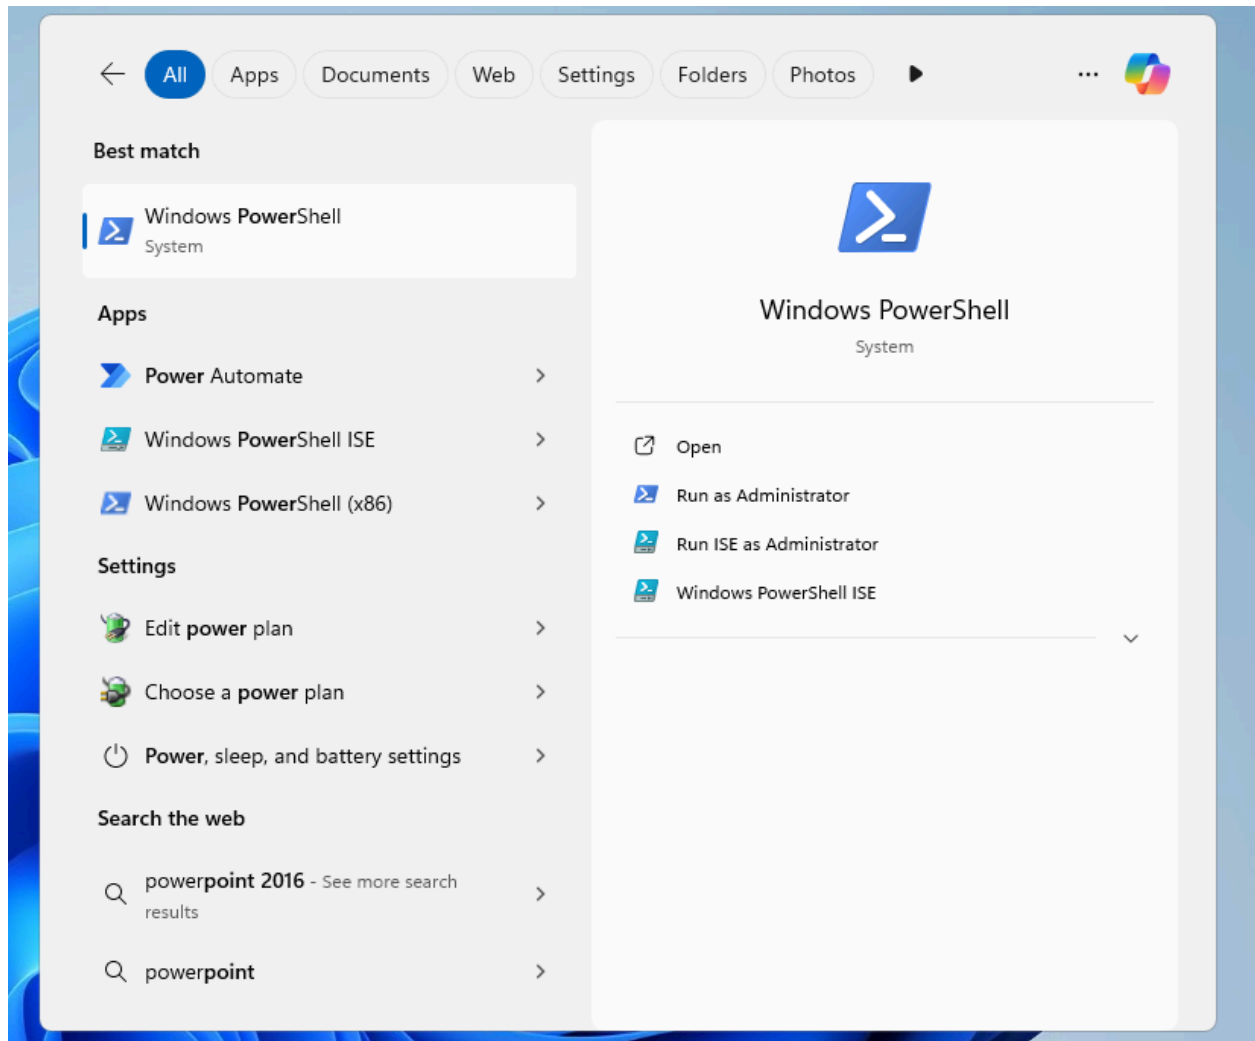 All
Apps
Documents
Web
Settings
Folders
Photos
Best match
Windows PowerShell
System
Apps
Power Automate
Windows PowerShell ISE
Windows PowerShell (x86)
Settings
Edit power plan
Choose a power plan
Power, sleep, and battery settings
Search the web
powerpoint 2016 - See more search
results
powerpoint
Windows PowerShell
System
Open
Run as Administrator
Run ISE as Administrator
Windows PowerShell ISE